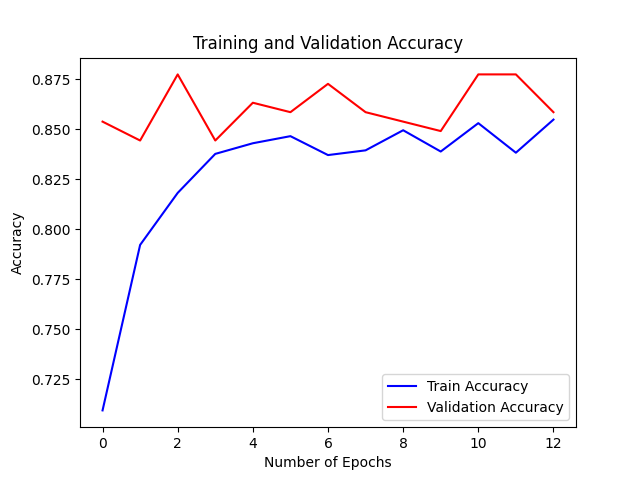 Training and Validation Accuracy
0.875
0.850
0.825
0.800
0.775
0.750
0.725
Accuracy
Train Accuracy
Validation Accuracy
0 2 4 6 8 10 12
Number of Epochs